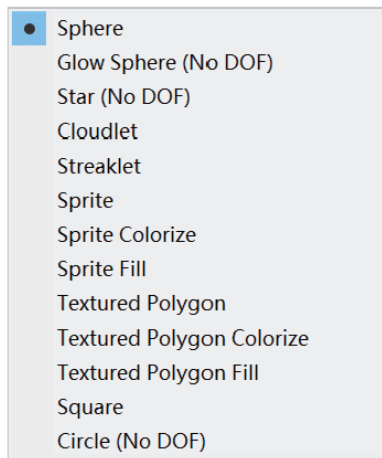 Sphere
Glow Sphere (No DOF)
Star (No DOF)
Cloudlet
Streaklet
Sprite
Sprite Colorize
Sprite Fill
Textured Polygon
Textured Polygon Colorize
Textured Polygon Fill
Square
Circle (No DOF)